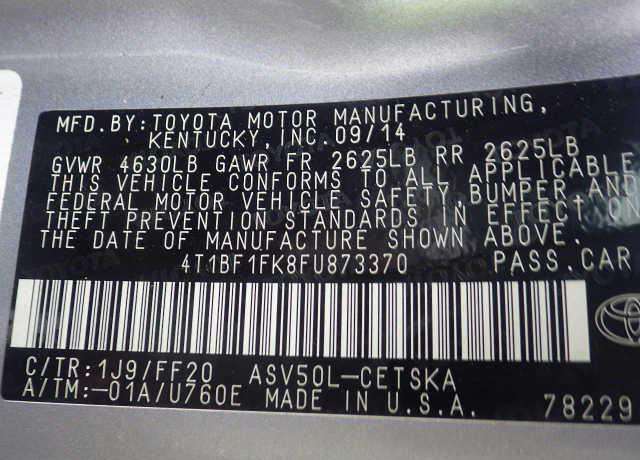 MFD. BY: TOYOTA MOTOR MANUFACTURING,
KENTUCKY, INC. 09/14
GVWR 4630LB GAWR FR 2625LB RR 2625LB
THIS VEHICLE CONFORMS TO ALL APPLICABLE
FEDERAL MOTOR VEHICLE SAFETY, BUMPER AND
THEFT PREVENTION STANDARDS IN EFFECT ON
THE DATE OF MANUFACTURE SHOWN ABOVE.
4T1BF1FK8FU873370 PASS. CAR
C/TR: 1J9/FF20 ASV50L-CETSKA
A/TM: -01A/U760E MADE IN U.S.A. 78229